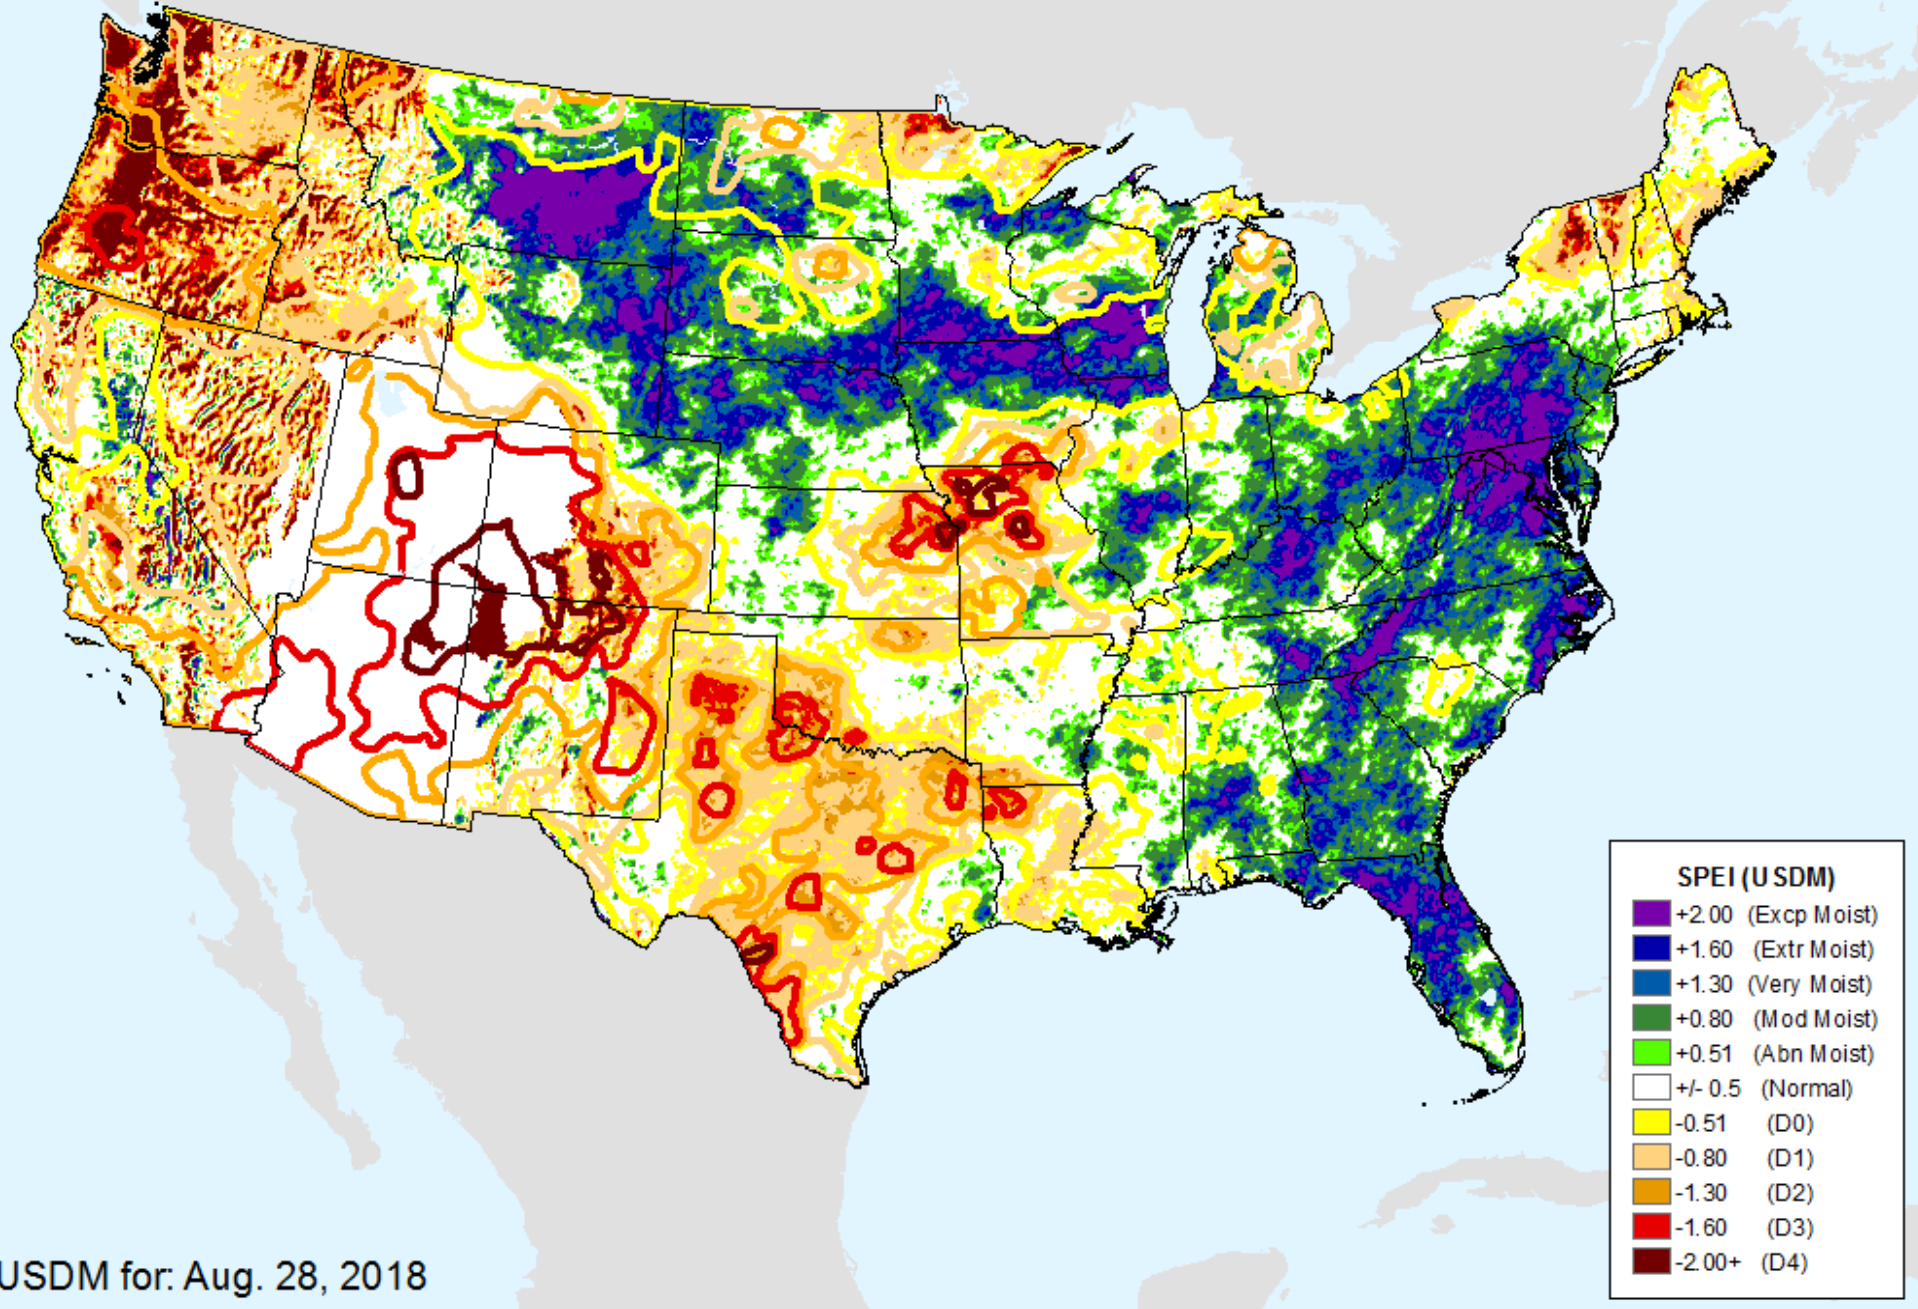 SPEI (USDM)
+2.00 (Excp Moist)
+1.60 (Extr Moist)
+1.30 (Very Moist)
+0.80 (Mod Moist)
+0.51 (Abn Moist)
+/- 0.5 (Normal)
-0.51 (D0)
-0.80 (D1)
-1.30 (D2)
-1.60 (D3)
-2.00+ (D4)
USDM for: Aug. 28, 2018